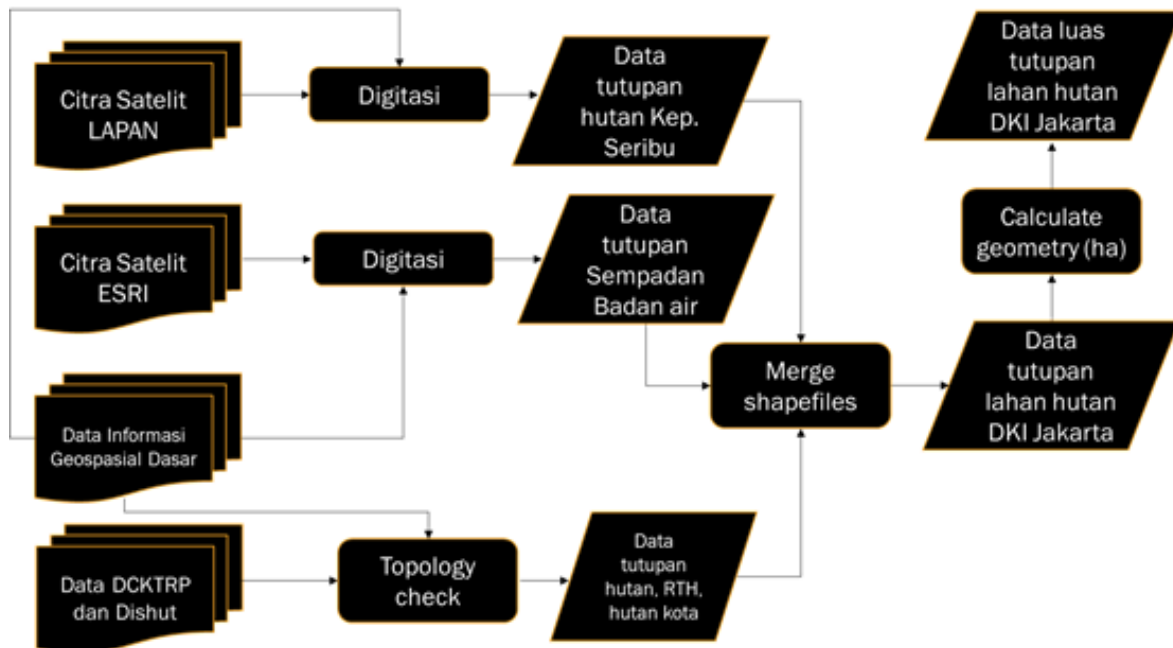 Citra Satelit
LAPAN
Digitasi
Data
tutupan
hutan Kep.
Seribu
Data luas
tutupan
lahan hutan
DKI Jakarta
Citra Satelit
ESRI
Digitasi
Data
tutupan
Sempadan
Badan air
Calculate
geometry (ha)
Data Informasi
Geospasial Dasar
Merge
shapefiles
Data
tutupan
lahan hutan
DKI Jakarta
Data DCKTRP
dan Dishut
Topology
check
Data
tutupan
hutan, RTH,
hutan kota